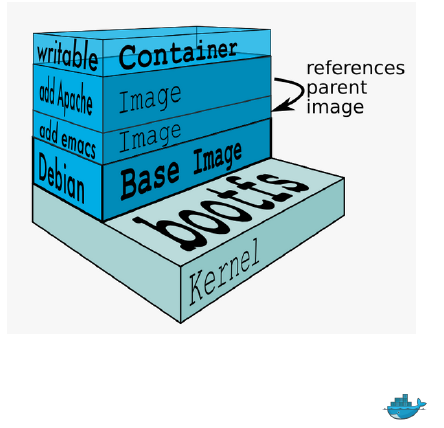 writable Container
add Apache Image
add emacs Image
Debian Base Image
references
parent
image
bootfs
Kernel